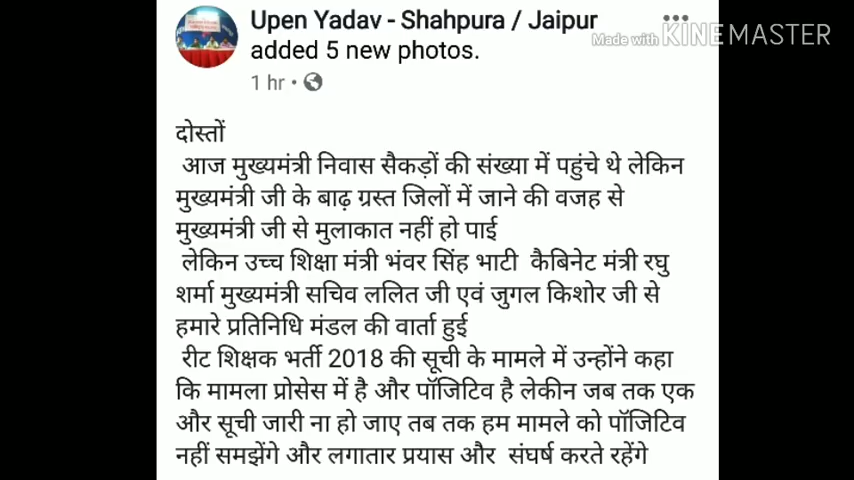 Upen Yadav - Shahpura / Jaipur
added 5 new photos.
1 hr
Made with KINEMASTER
दोस्तों
आज मुख्यमंत्री निवास सैकड़ों की संख्या में पहुंचे थे लेकिन
मुख्यमंत्री जी के बाढ़ ग्रस्त जिलों में जाने की वजह से
मुख्यमंत्री जी से मुलाकात नहीं हो पाई
लेकिन उच्च शिक्षा मंत्री भंवर सिंह भाटी कैबिनेट मंत्री रघु
शर्मा मुख्यमंत्री सचिव ललित जी एवं जुगल किशोर जी से
हमारे प्रतिनिधि मंडल की वार्ता हुई
रीट शिक्षक भर्ती 2018 की सूची के मामले में उन्होंने कहा
कि मामला प्रोसेस में है और पॉजिटिव है लेकीन जब तक एक
और सूची जारी ना हो जाए तब तक हम मामले को पॉजिटिव
नहीं समझेंगे और लगातार प्रयास और संघर्ष करते रहेंगे